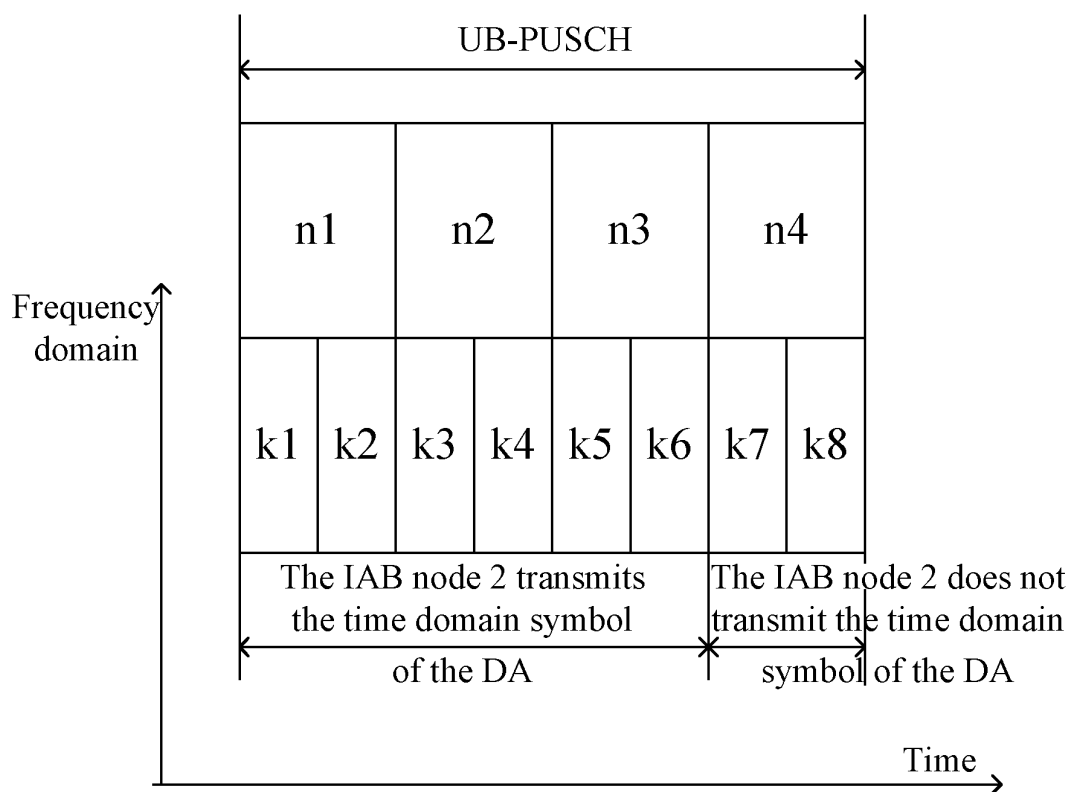 UB-PUSCH
n1 n2 n3 n4
Frequency
domain
k1 k2 k3 k4 k5 k6 k7 k8
The IAB node 2 transmits
the time domain symbol
of the DA
The IAB node 2 does not
transmit the time domain
symbol of the DA
Time